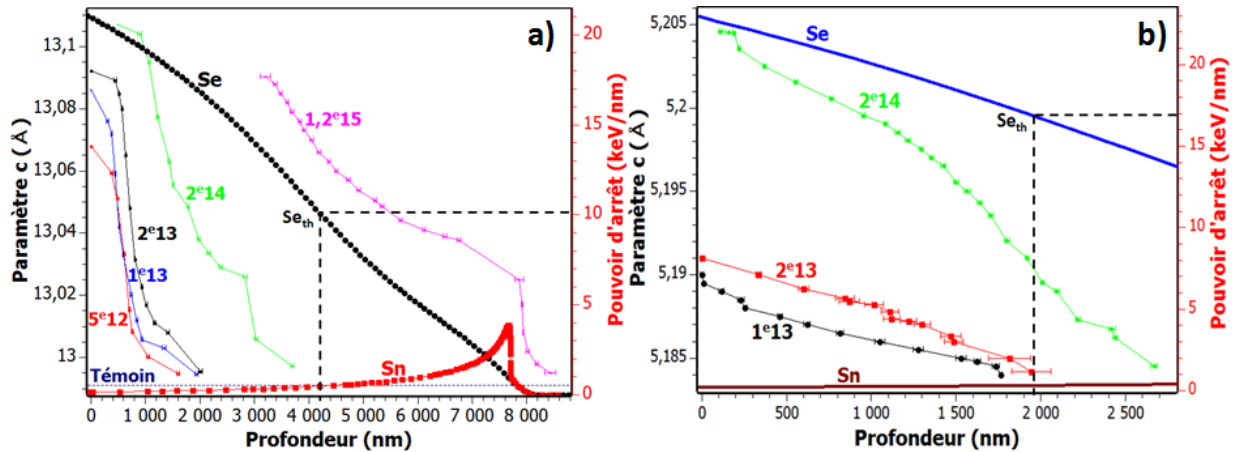 a)
Paramètre c (Å)
13,1
13,08
13,06
13,04
13,02
13
Se
1,2e15
2e14
2e13
1e13
5e12
Se_th
Sn
Témoin
20
15
10
5
0
Pouvoir d'arrêt (keV/nm)
0
1 000
2 000
3 000
4 000
5 000
6 000
7 000
8 000
Profondeur (nm)
b)
Paramètre c (Å)
5,205
5,2
5,195
5,19
5,185
Se
2e14
Se_th
2e13
1e13
Sn
20
15
10
5
0
Pouvoir d'arrêt (keV/nm)
0
500
1 000
1 500
2 000
2 500
Profondeur (nm)